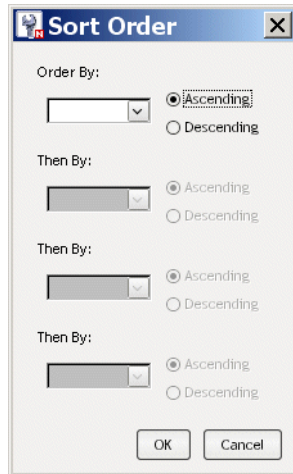 Sort Order
Order By:
Ascending
Descending
Then By:
Ascending
Descending
Then By:
Ascending
Descending
Then By:
Ascending
Descending
OK Cancel